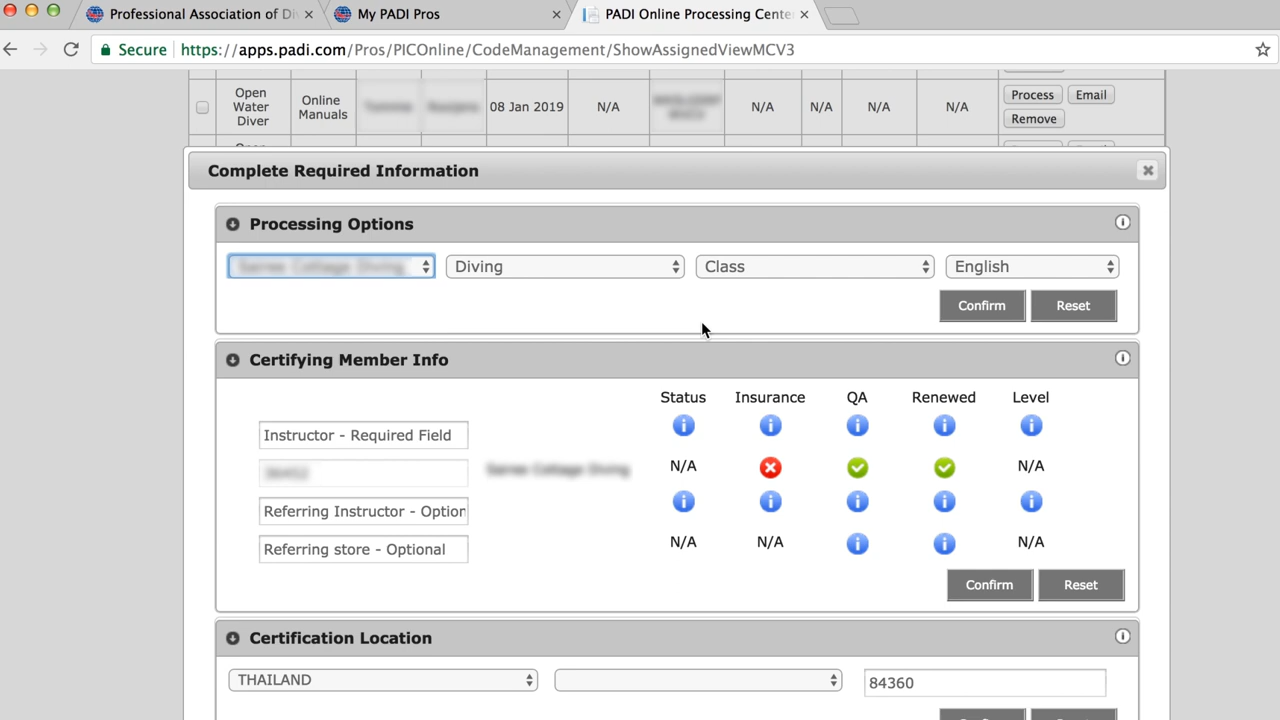 Professional Association of Di
My PADI Pros
PADI Online Processing Cente
Secure https://apps.padi.com/Pros/PICOnline/CodeManagement/ShowAssignedViewMCV3
Open Water Diver
Online Manuals
08 Jan 2019
N/A
N/A
N/A
N/A
N/A
Process
Email
Remove
Complete Required Information
Processing Options
Diving
Class
English
Confirm
Reset
Certifying Member Info
Status Insurance QA Renewed Level
Instructor - Required Field
N/A N/A
Referring Instructor - Option
Referring store - Optional
N/A N/A N/A
Confirm
Reset
Certification Location
THAILAND
84360